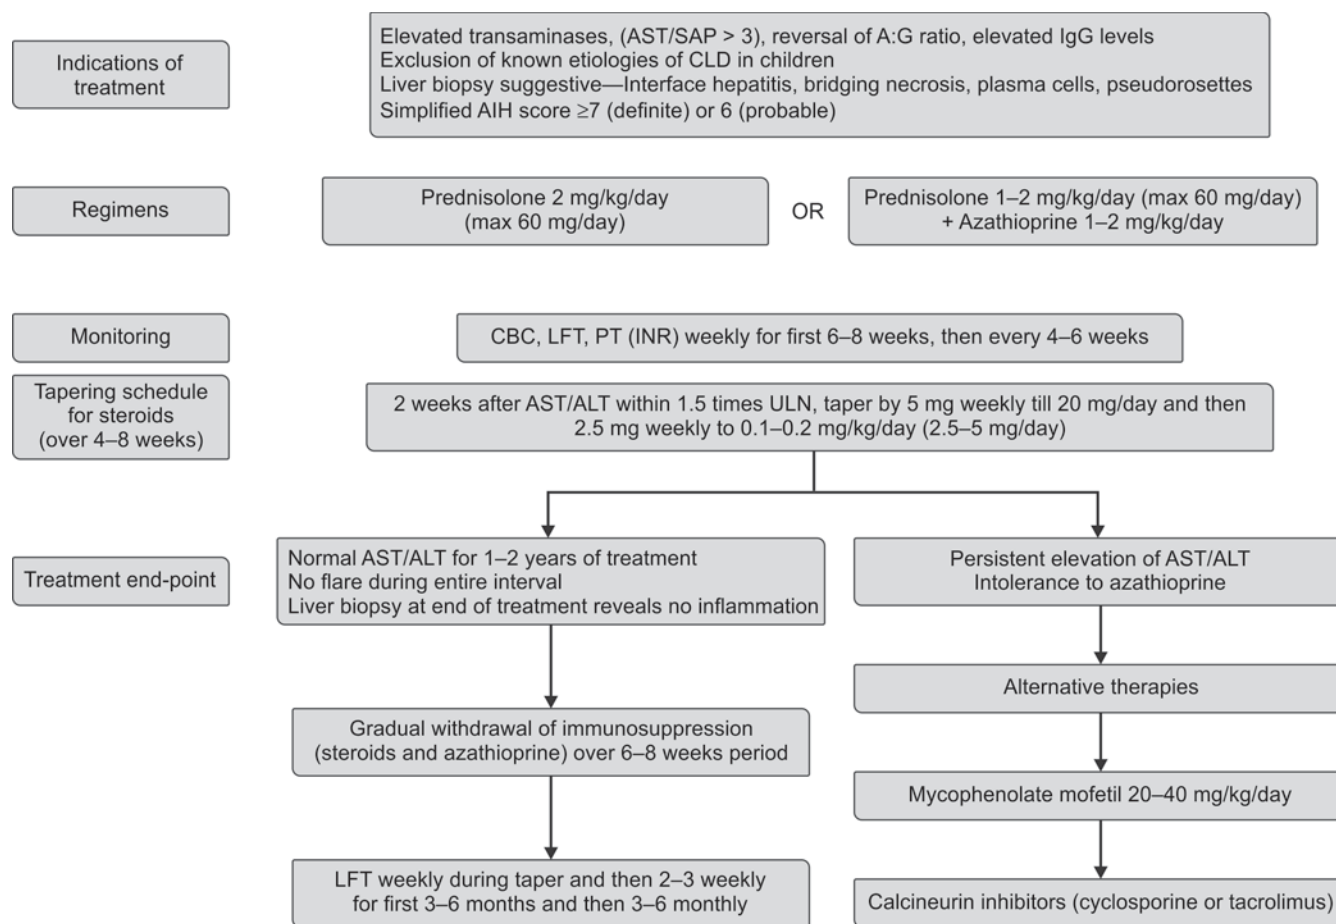 Indications of
treatment
Elevated transaminases, (AST/SAP > 3), reversal of A:G ratio, elevated IgG levels
Exclusion of known etiologies of CLD in children
Liver biopsy suggestive—Interface hepatitis, bridging necrosis, plasma cells, pseudorosettes
Simplified AIH score ≥7 (definite) or 6 (probable)
Regimens
Prednisolone 2 mg/kg/day
(max 60 mg/day)
OR
Prednisolone 1–2 mg/kg/day (max 60 mg/day)
+ Azathioprine 1–2 mg/kg/day
Monitoring
CBC, LFT, PT (INR) weekly for first 6–8 weeks, then every 4–6 weeks
Tapering schedule
for steroids
(over 4–8 weeks)
2 weeks after AST/ALT within 1.5 times ULN, taper by 5 mg weekly till 20 mg/day and then
2.5 mg weekly to 0.1–0.2 mg/kg/day (2.5–5 mg/day)
Treatment end-point
Normal AST/ALT for 1–2 years of treatment
No flare during entire interval
Liver biopsy at end of treatment reveals no inflammation
Gradual withdrawal of immunosuppression
(steroids and azathioprine) over 6–8 weeks period
LFT weekly during taper and then 2–3 weekly
for first 3–6 months and then 3–6 monthly
Persistent elevation of AST/ALT
Intolerance to azathioprine
Alternative therapies
Mycophenolate mofetil 20–40 mg/kg/day
Calcineurin inhibitors (cyclosporine or tacrolimus)